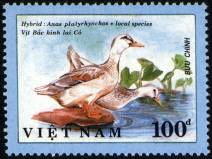 Hybrid: Anas platyrhynchos e local species
Vịt Bắc kinh lai Cỏ
BƯU CHÍNH
VIỆT NAM 100đ